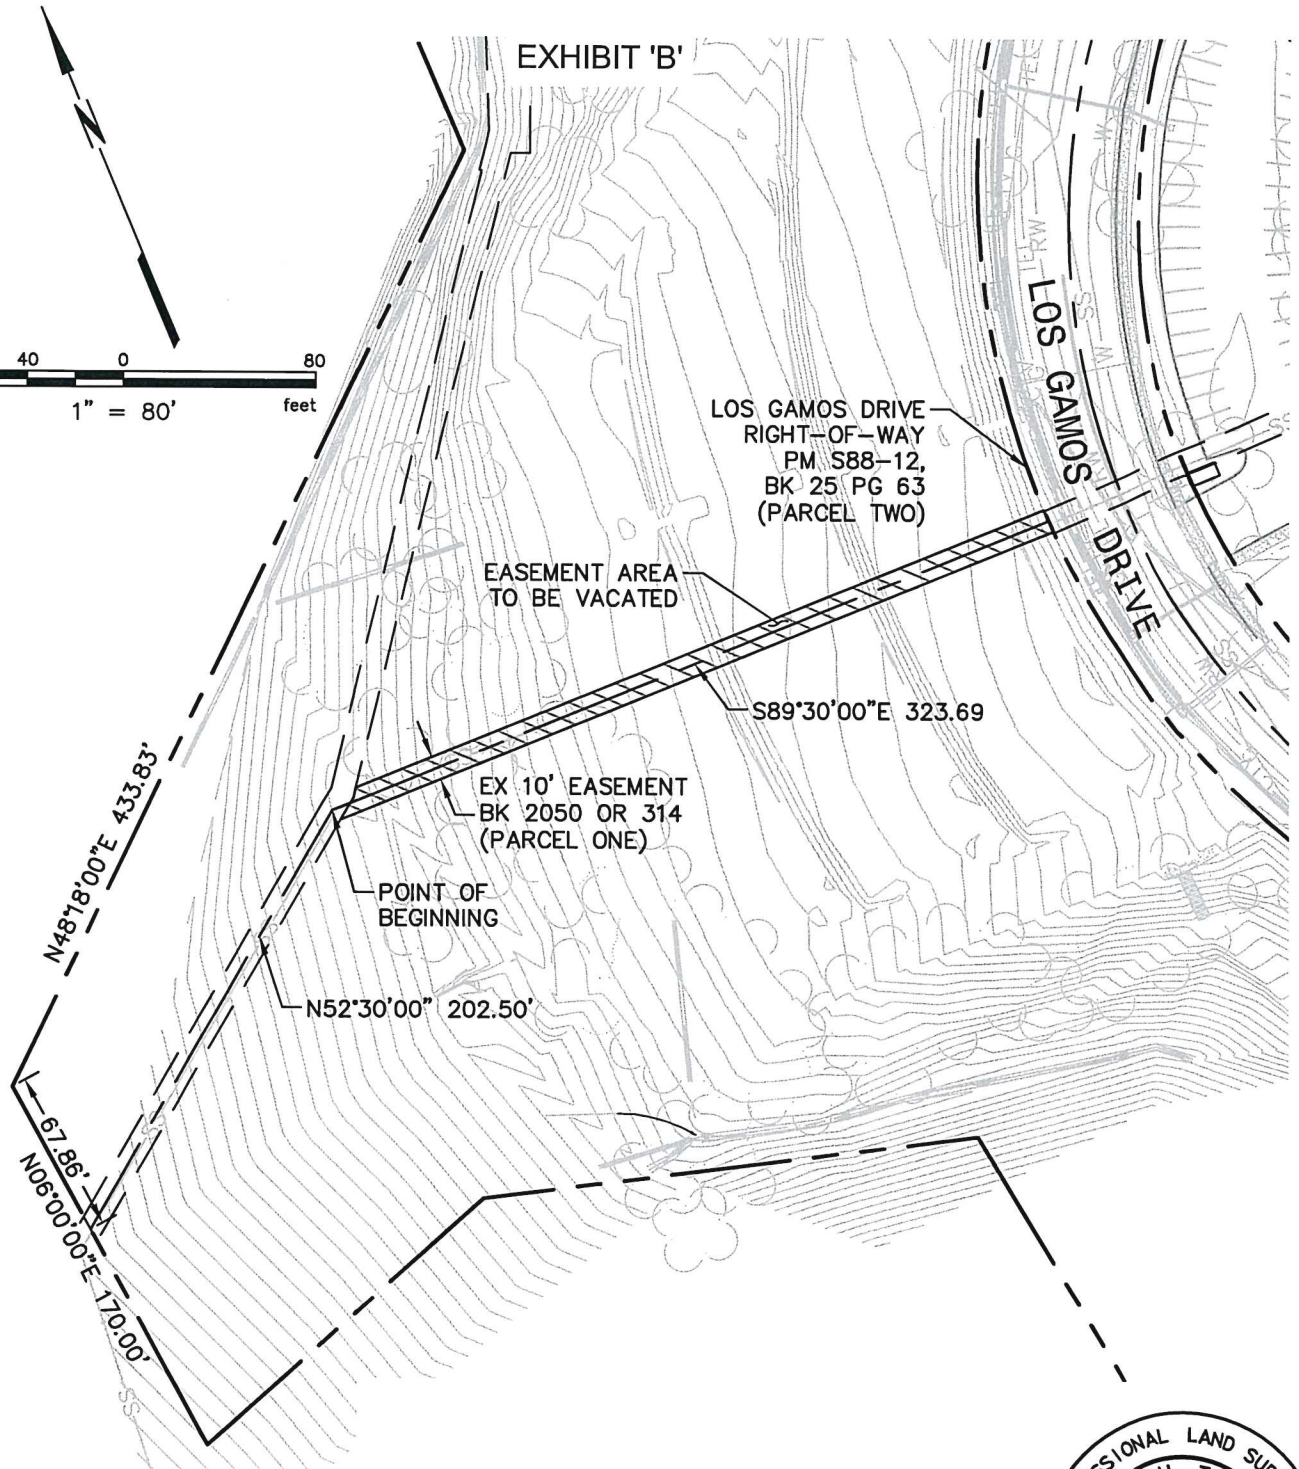 EXHIBIT 'B'
N
40 0 80
1" = 80' feet
LOS GAMOS DRIVE
RIGHT-OF-WAY
PM S88-12,
BK 25 PG 63
(PARCEL TWO)
LOS GAMOS DRIVE
EASEMENT AREA
TO BE VACATED
S89°30'00"E 323.69
EX 10' EASEMENT
BK 2050 OR 314
(PARCEL ONE)
POINT OF
BEGINNING
N48°18'00"E 433.83'
N52°30'00" 202.50'
67.86'
N06°00'00"E 170.00'
SS
LAND